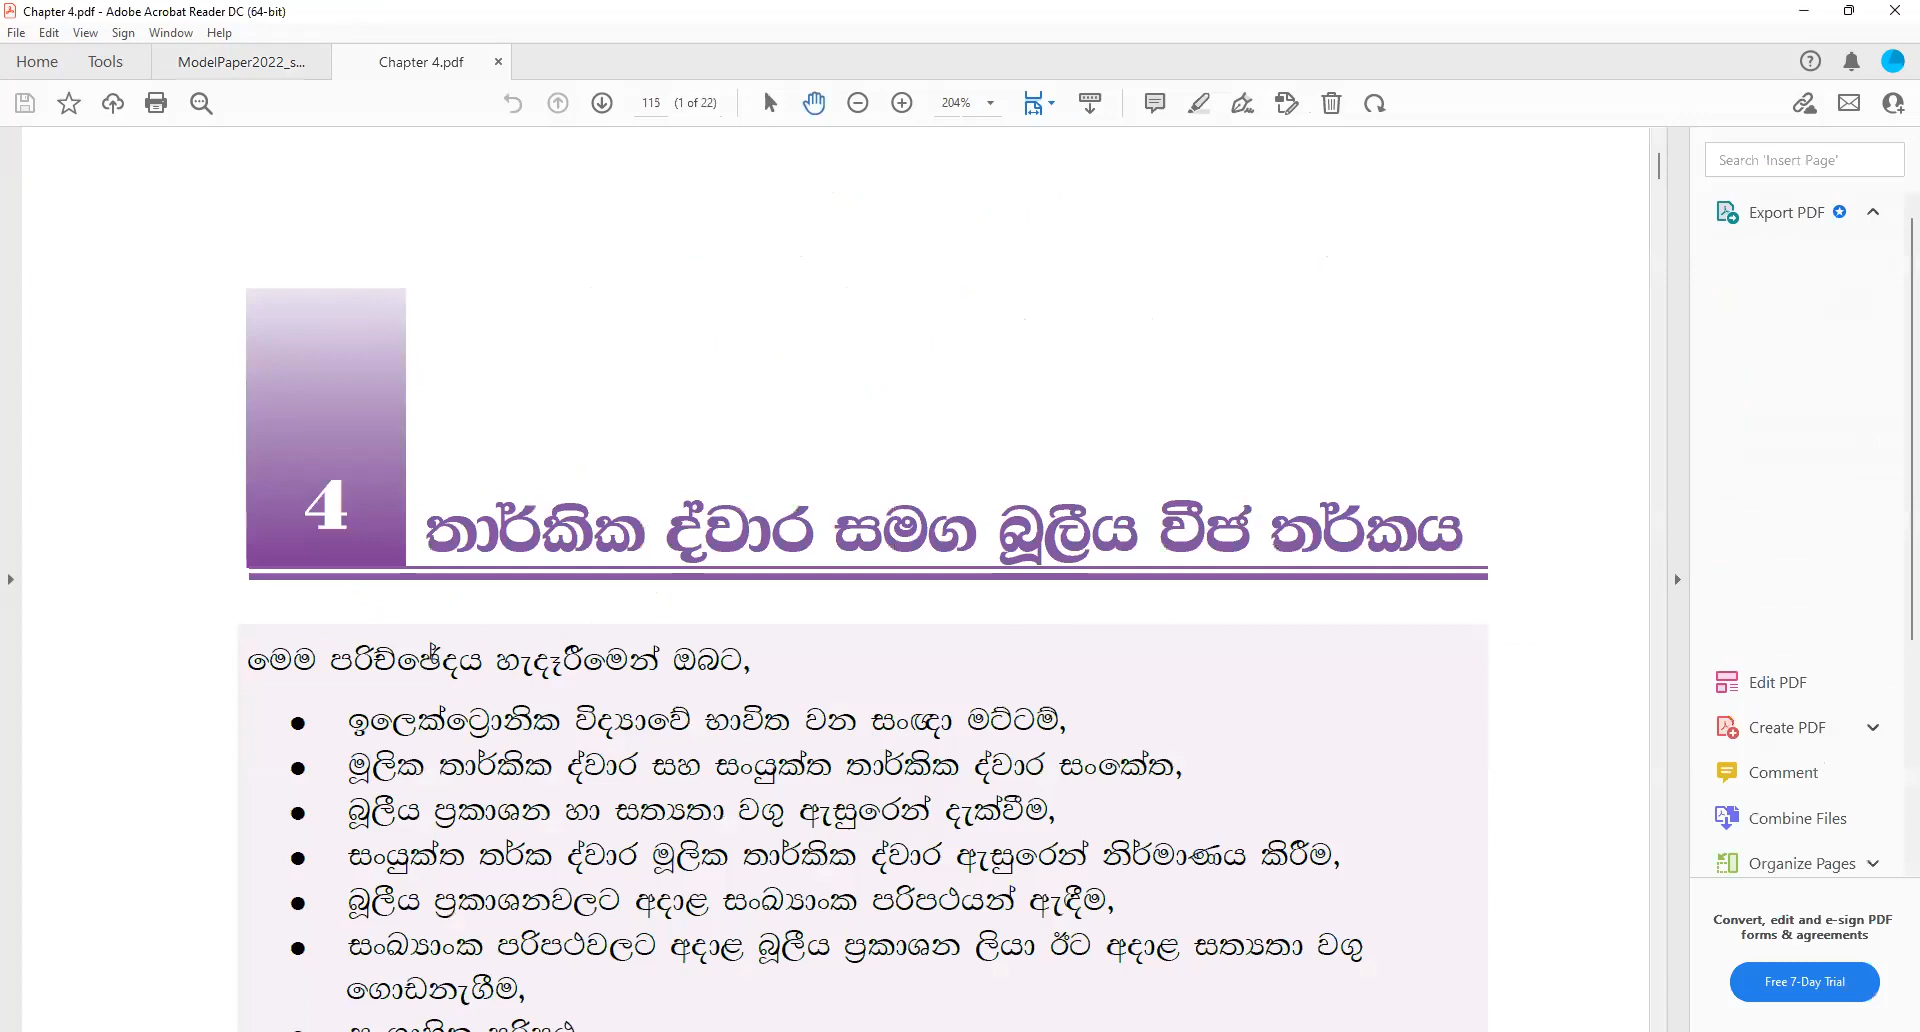 Chapter 4.pdf - Adobe Acrobat Reader DC (64-bit)
File Edit View Sign Window Help
Home Tools ModelPaper2022_s... Chapter 4.pdf
115 (1 of 22) 204%
Search 'Insert Page'
Export PDF
4 තාර්කික ද්වාර සමග බූලීය වීජ තර්කය
මෙම පරිච්ඡේදය හැදෑරීමෙන් ඔබට,
● ඉලෙක්ට්‍රොනික විද්‍යාවේ භාවිත වන සංඥා මට්ටම්,
● මූලික තාර්කික ද්වාර සහ සංයුක්ත තාර්කික ද්වාර සංකේත,
● බූලීය ප්‍රකාශන හා සත්‍යතා වගු ඇසුරෙන් දැක්වීම,
● සංයුක්ත තර්ක ද්වාර මූලික තාර්කික ද්වාර ඇසුරෙන් නිර්මාණය කිරීම,
● බූලීය ප්‍රකාශනවලට අදාළ සංඛ්‍යාංක පරිපථයන් ඇඳීම,
● සංඛ්‍යාංක පරිපථවලට අදාළ බූලීය ප්‍රකාශන ලියා ඊට අදාළ සත්‍යතා වගු
ගොඩනැගීම,
Edit PDF
Create PDF
Comment
Combine Files
Organize Pages
Convert, edit and e-sign PDF
forms & agreements
Free 7-Day Trial